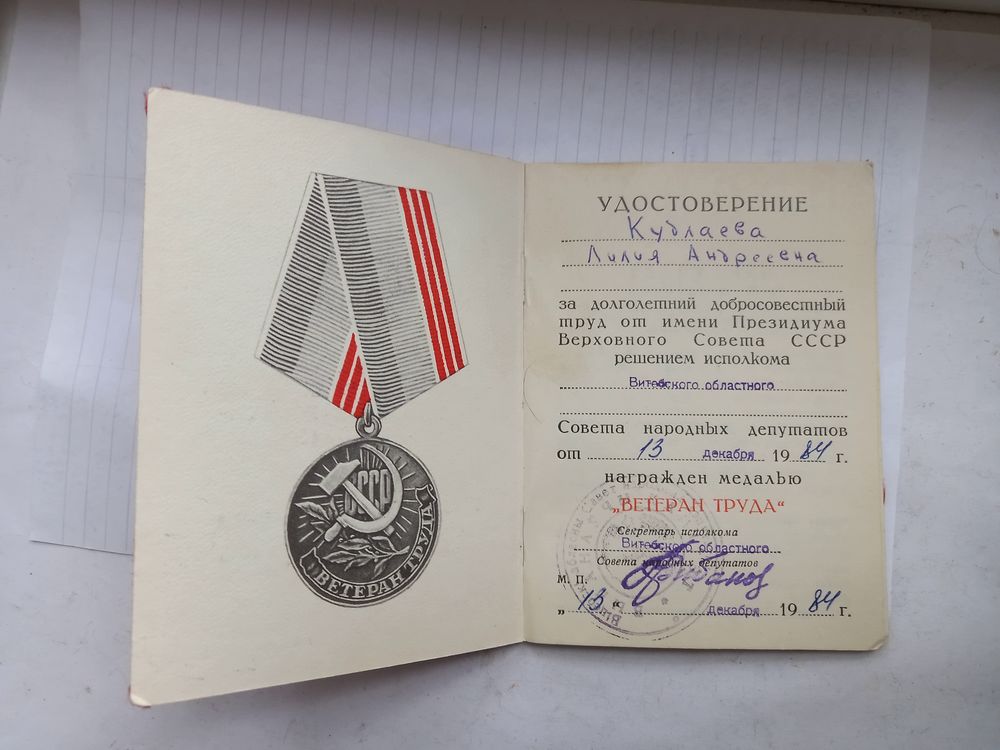 СССР
ВЕТЕРАН ТРУДА
УДОСТОВЕРЕНИЕ
Кудлаева
Лилия Андреевна
за долголетний добросовестный
труд от имени Президиума
Верховного Совета СССР
решением исполкома
Витебского областного
Совета народных депутатов
от 13 декабря 1984 г.
награжден медалью
„ВЕТЕРАН ТРУДА“
Секретарь исполкома
Витебского областного
Совета народных депутатов
М. П.
„13“ декабря 1984 г.